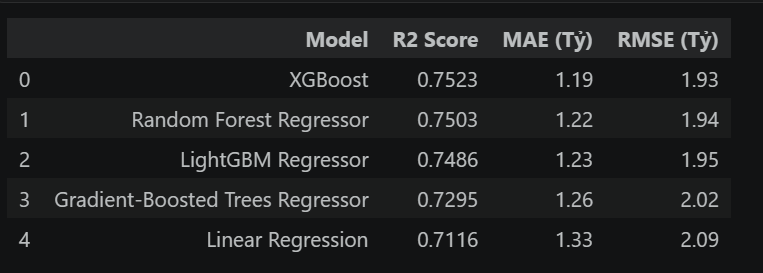 Model R2 Score MAE (Tỷ) RMSE (Tỷ)
0 XGBoost 0.7523 1.19 1.93
1 Random Forest Regressor 0.7503 1.22 1.94
2 LightGBM Regressor 0.7486 1.23 1.95
3 Gradient-Boosted Trees Regressor 0.7295 1.26 2.02
4 Linear Regression 0.7116 1.33 2.09